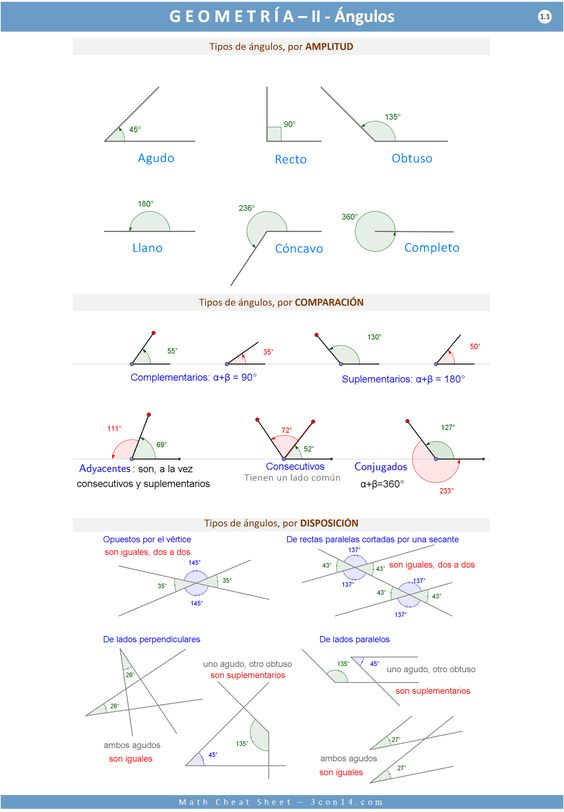 GEOMETRÍA – II - Ángulos
1.1
Tipos de ángulos, por AMPLITUD
45°
90°
135°
Agudo
Recto
Obtuso
180°
236°
360°
Llano
Cóncavo
Completo
Tipos de ángulos, por COMPARACIÓN
55°
35°
130°
50°
Complementarios: α+β = 90°
Suplementarios: α+β = 180°
111°
69°
72°
52°
127°
233°
Adyacentes : son, a la vez
consecutivos y suplementarios
Consecutivos
Tienen un lado común
Conjugados
α+β=360°
Tipos de ángulos, por DISPOSICIÓN
Opuestos por el vértice
son iguales, dos a dos
145°
35°
35°
145°
De rectas paralelas cortadas por una secante
137°
son iguales, dos a dos
43°
43°
137°
137°
43°
43°
137°
De lados perpendiculares
26°
26°
ambos agudos
son iguales
uno agudo, otro obtuso
son suplementarios
135°
45°
De lados paralelos
135°
45°
uno agudo, otro obtuso
son suplementarios
27°
ambos agudos
son iguales
27°
Math Cheat Sheet – 3con14.com